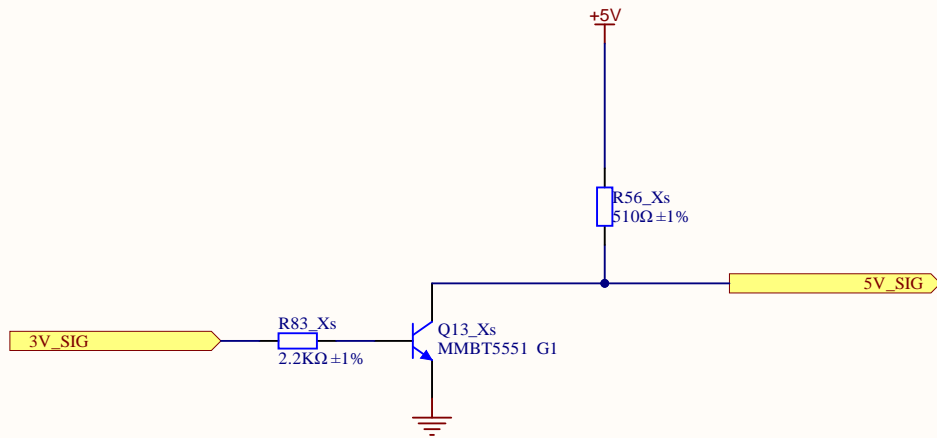 +5V
R56_Xs
510Ω ±1%
5V_SIG
R83_Xs
3V_SIG
2.2KΩ ±1%
Q13_Xs
MMBT5551 G1